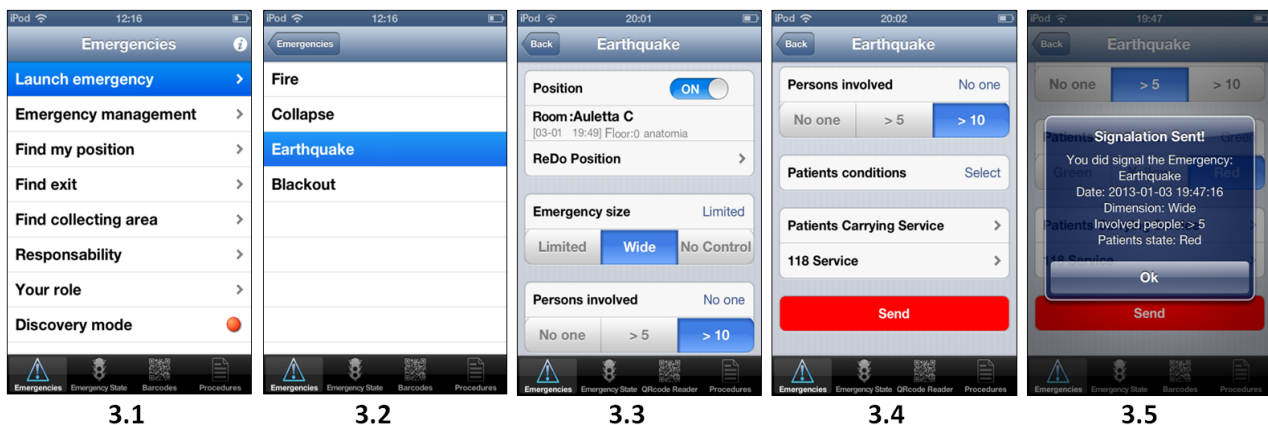 iPod 12:16
Emergencies
Launch emergency
Emergency management
Find my position
Find exit
Find collecting area
Responsability
Your role
Discovery mode
Emergencies Emergency State Barcodes Procedures
3.1
iPod 12:16
Emergencies
Fire
Collapse
Earthquake
Blackout
Emergencies Emergency State Barcodes Procedures
3.2
iPod 20:01
Back Earthquake
Position ON
Room :Auletta C
[03-01 19:49] Floor:0 anatomia
ReDo Position
Emergency size Limited
Limited Wide No Control
Persons involved No one
No one > 5 > 10
Emergencies Emergency State QRcode Reader Procedures
3.3
iPod 20:02
Back Earthquake
Persons involved No one
No one > 5 > 10
Patients conditions Select
Patients Carrying Service
118 Service
Send
Emergencies Emergency State QRcode Reader Procedures
3.4
iPod 19:47
Back Earthquake
No one > 5 > 10
Signalation Sent!
You did signal the Emergency:
Earthquake
Date: 2013-01-03 19:47:16
Dimension: Wide
Involved people: > 5
Patients state: Red
Ok
Send
Emergencies Emergency State Barcodes Procedures
3.5